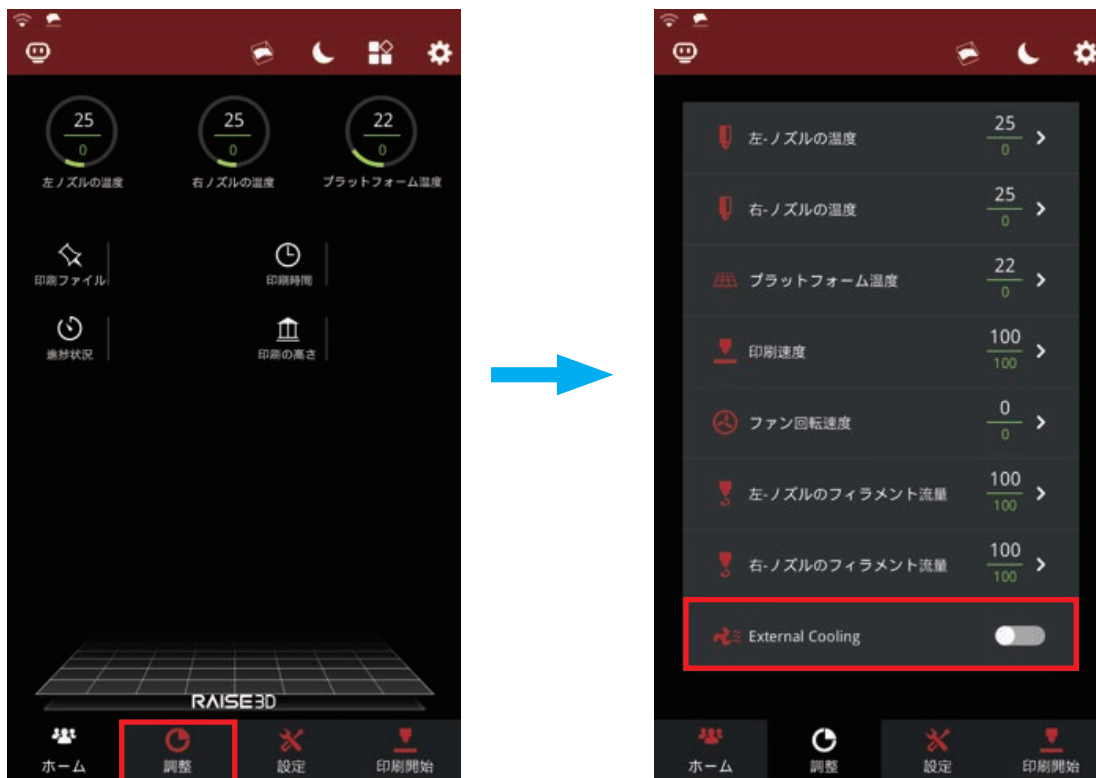 25
0
左ノズルの温度
25
0
右ノズルの温度
22
0
プラットフォーム温度
印刷ファイル
印刷時間
進捗状況
印刷の高さ
RAISE3D
ホーム
調整
設定
印刷開始
左-ノズルの温度
25
0
右-ノズルの温度
25
0
プラットフォーム温度
22
0
印刷速度
100
100
ファン回転速度
0
0
左-ノズルのフィラメント流量
100
100
右-ノズルのフィラメント流量
100
100
External Cooling
ホーム
調整
設定
印刷開始